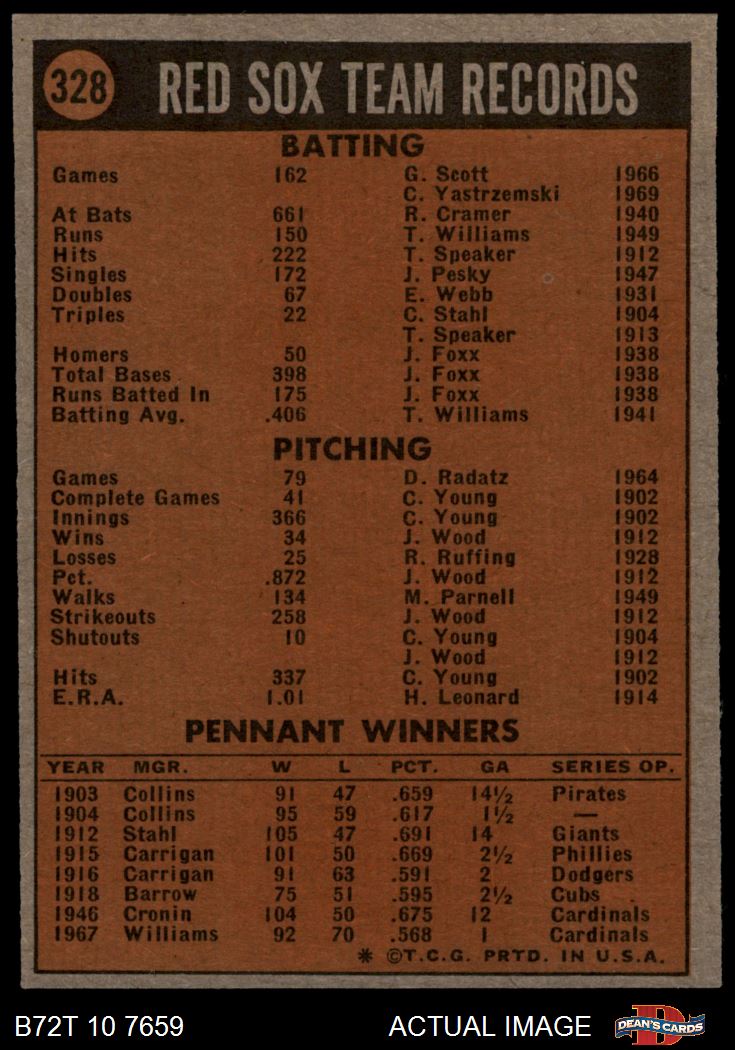 328 RED SOX TEAM RECORDS
BATTING
Games 162 G. Scott 1966
C. Yastrzemski 1969
At Bats 661 R. Cramer 1940
Runs 150 T. Williams 1949
Hits 222 T. Speaker 1912
Singles 172 J. Pesky 1947
Doubles 67 E. Webb 1931
Triples 22 C. Stahl 1904
T. Speaker 1913
Homers 50 J. Foxx 1938
Total Bases 398 J. Foxx 1938
Runs Batted In 175 J. Foxx 1938
Batting Avg. .406 T. Williams 1941
PITCHING
Games 79 D. Radatz 1964
Complete Games 41 C. Young 1902
Innings 366 C. Young 1902
Wins 34 J. Wood 1912
Losses 25 R. Ruffing 1928
Pct. .872 J. Wood 1912
Walks 134 M. Parnell 1949
Strikeouts 258 J. Wood 1912
Shutouts 10 C. Young 1904
J. Wood 1912
Hits 337 C. Young 1902
E.R.A. 1.01 H. Leonard 1914
PENNANT WINNERS
YEAR MGR. W L PCT. GA SERIES OP.
1903 Collins 91 47 .659 14½ Pirates
1904 Collins 95 59 .617 1½ —
1912 Stahl 105 47 .691 14 Giants
1915 Carrigan 101 50 .669 2½ Phillies
1916 Carrigan 91 63 .591 2 Dodgers
1918 Barrow 75 51 .595 2½ Cubs
1946 Cronin 104 50 .675 12 Cardinals
1967 Williams 92 70 .568 1 Cardinals
* ©T.C.G. PRTD. IN U.S.A.
B72T 10 7659 ACTUAL IMAGE D DEAN'S CARDS